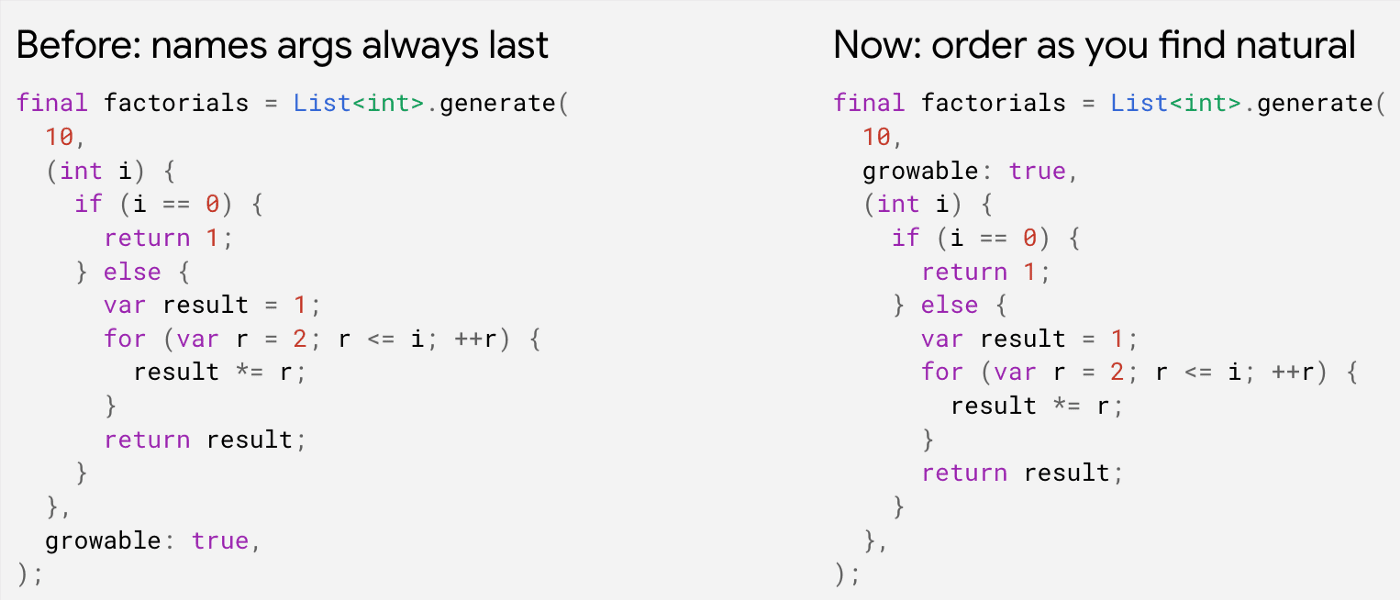 Before: names args always last
final factorials = List<int>.generate(
  10,
  (int i) {
    if (i == 0) {
      return 1;
    } else {
      var result = 1;
      for (var r = 2; r <= i; ++r) {
        result *= r;
      }
      return result;
    }
  },
  growable: true,
);
Now: order as you find natural
final factorials = List<int>.generate(
  10,
  growable: true,
  (int i) {
    if (i == 0) {
      return 1;
    } else {
      var result = 1;
      for (var r = 2; r <= i; ++r) {
        result *= r;
      }
      return result;
    }
  },
);